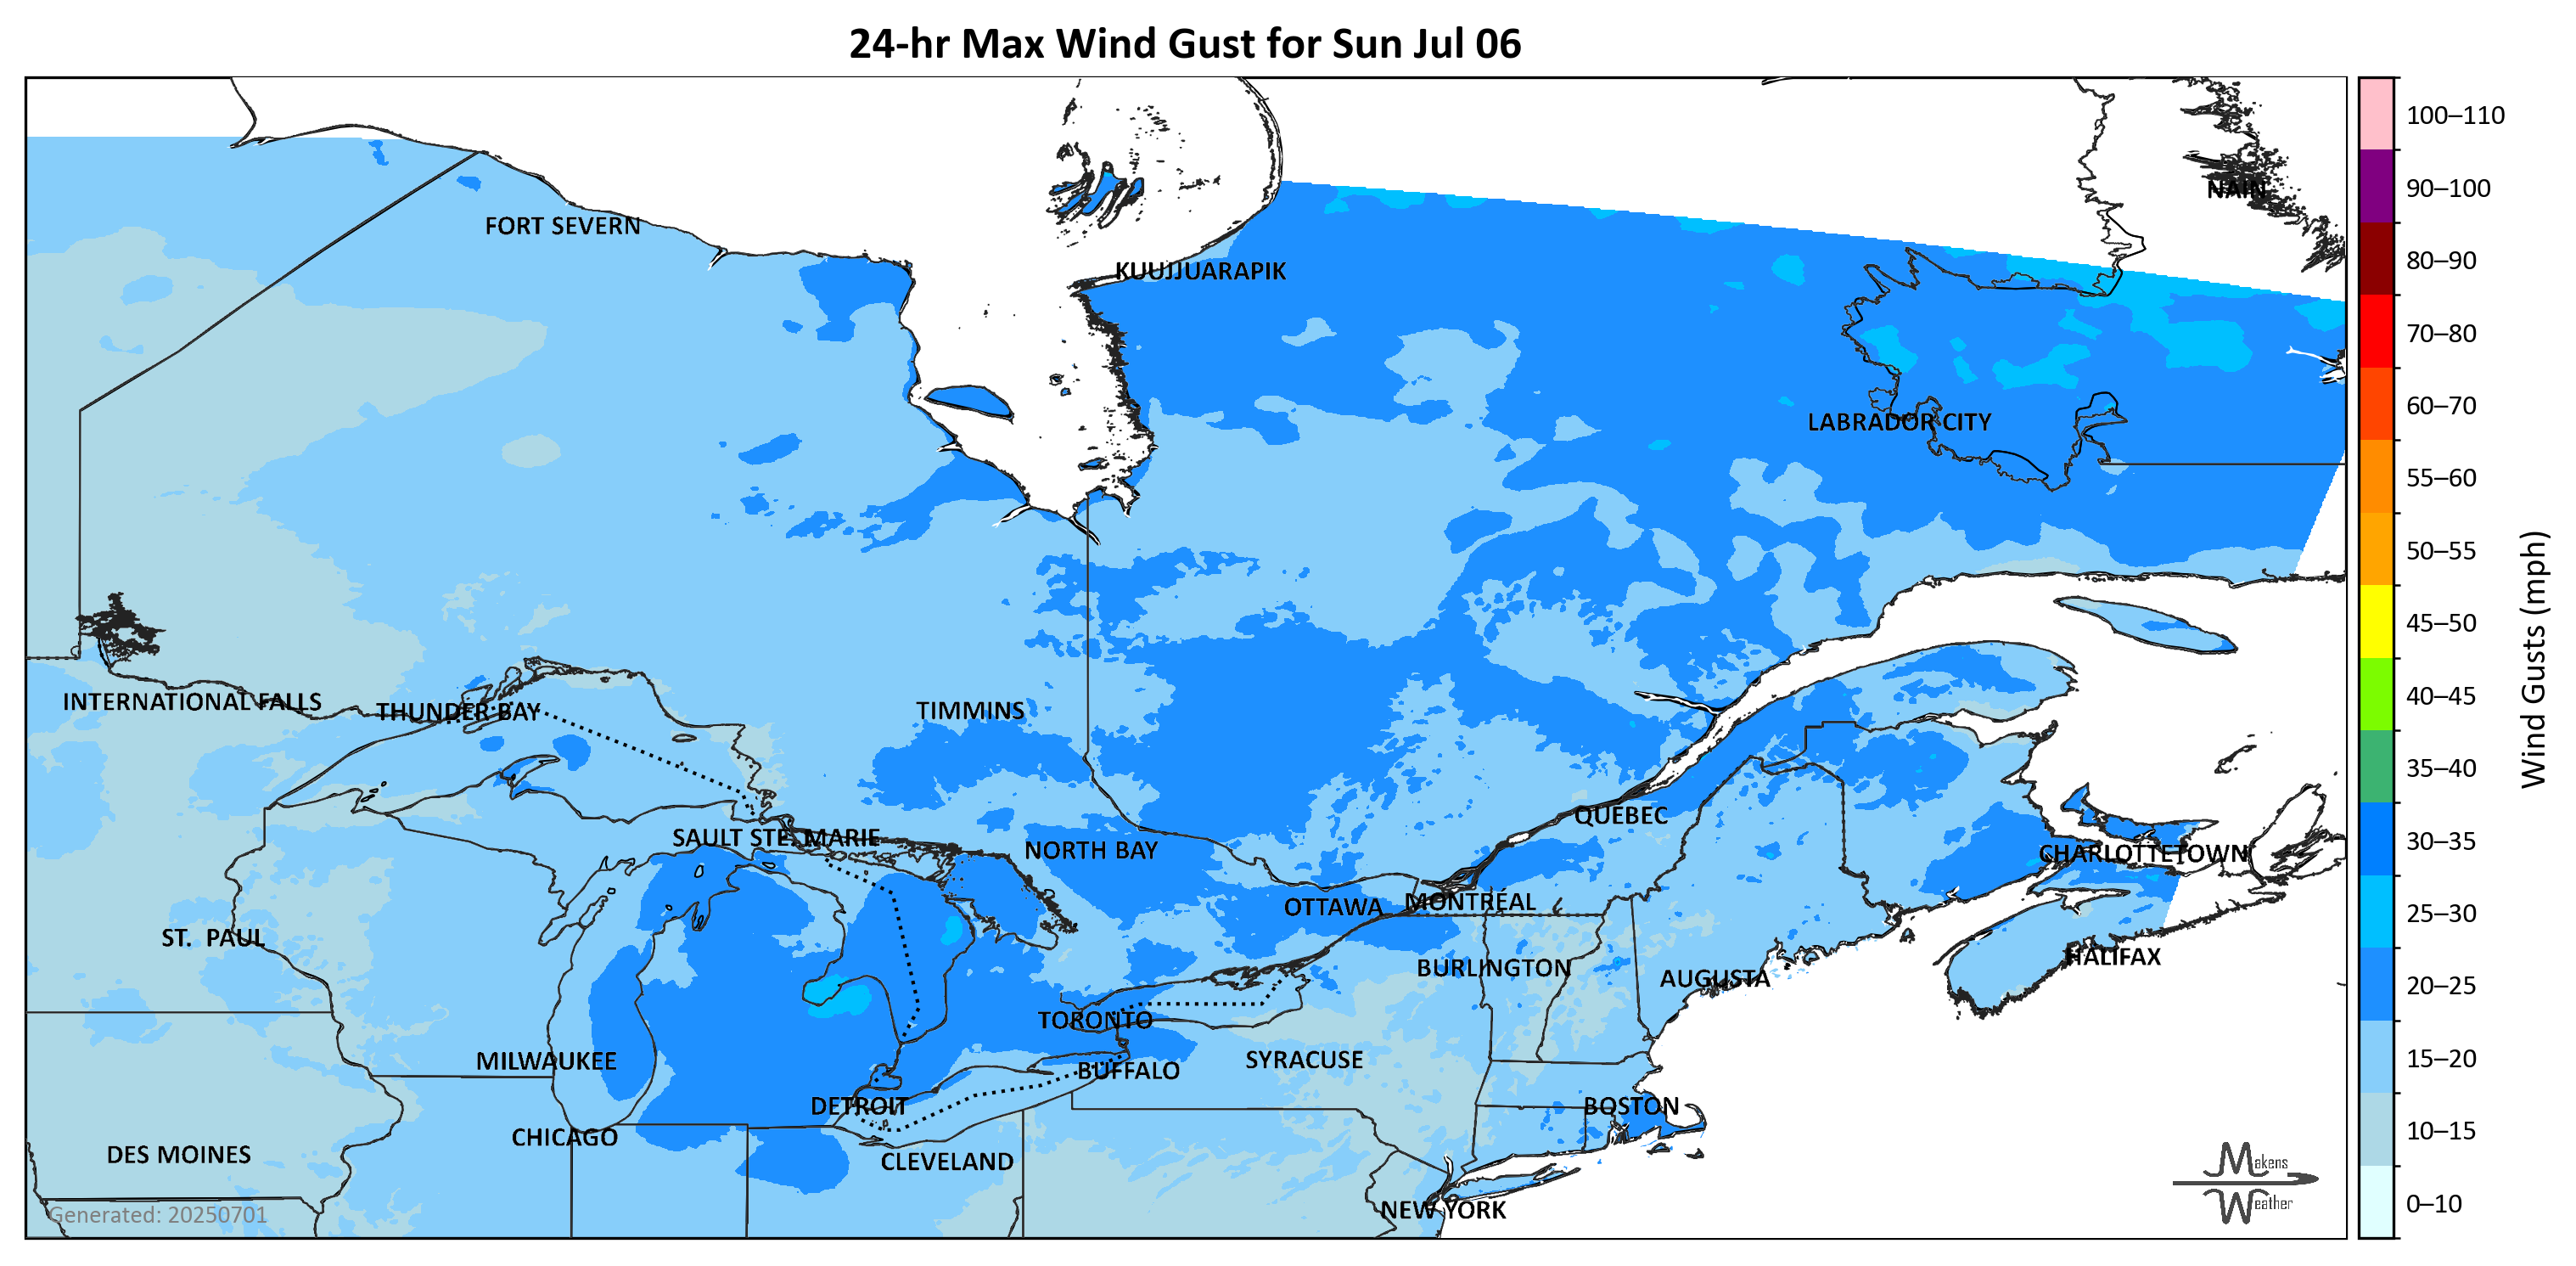 24-hr Max Wind Gust for Sun Jul 06
100–110
90–100
NAIN
FORT SEVERN
80–90
KUUJJUARAPIK
70–80
60–70
LABRADOR CITY
55–60
50–55
45–50
Wind Gusts (mph)
40–45
INTERNATIONAL FALLS
THUNDER BAY
TIMMINS
35–40
QUEBEC
SAULT STE. MARIE
30–35
NORTH BAY
CHARLOTTETOWN
OTTAWA
MONTRÉAL
25–30
ST. PAUL
HALIFAX
BURLINGTON
AUGUSTA
20–25
TORONTO
MILWAUKEE
SYRACUSE
15–20
BUFFALO
DETROIT
BOSTON
CHICAGO
10–15
DES MOINES
CLEVELAND
Makens
Weather
NEW YORK
0–10
Generated: 20250701